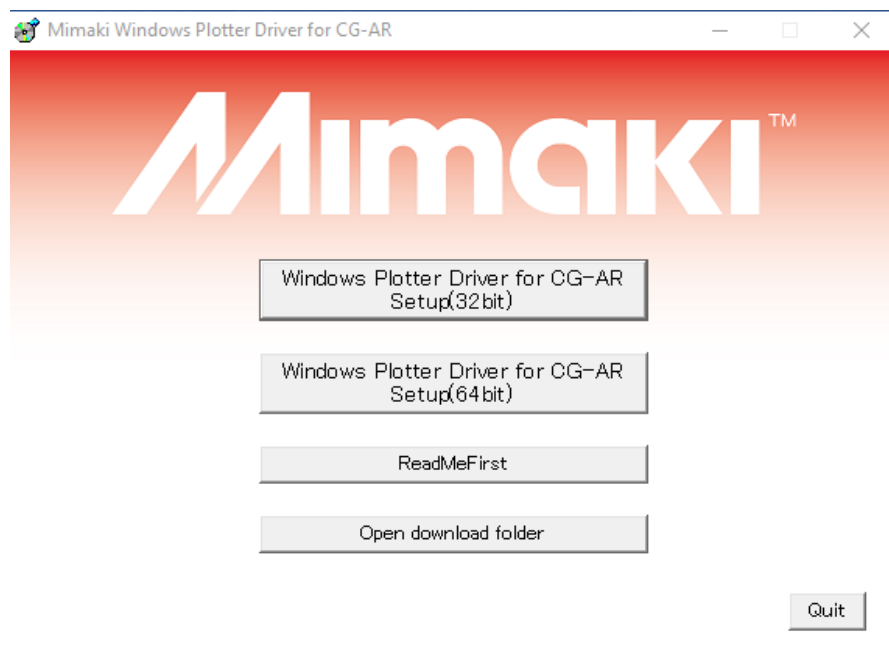 Mimaki Windows Plotter Driver for CG-AR
Mimaki™
Windows Plotter Driver for CG-AR
Setup(32bit)
Windows Plotter Driver for CG-AR
Setup(64bit)
ReadMeFirst
Open download folder
Quit